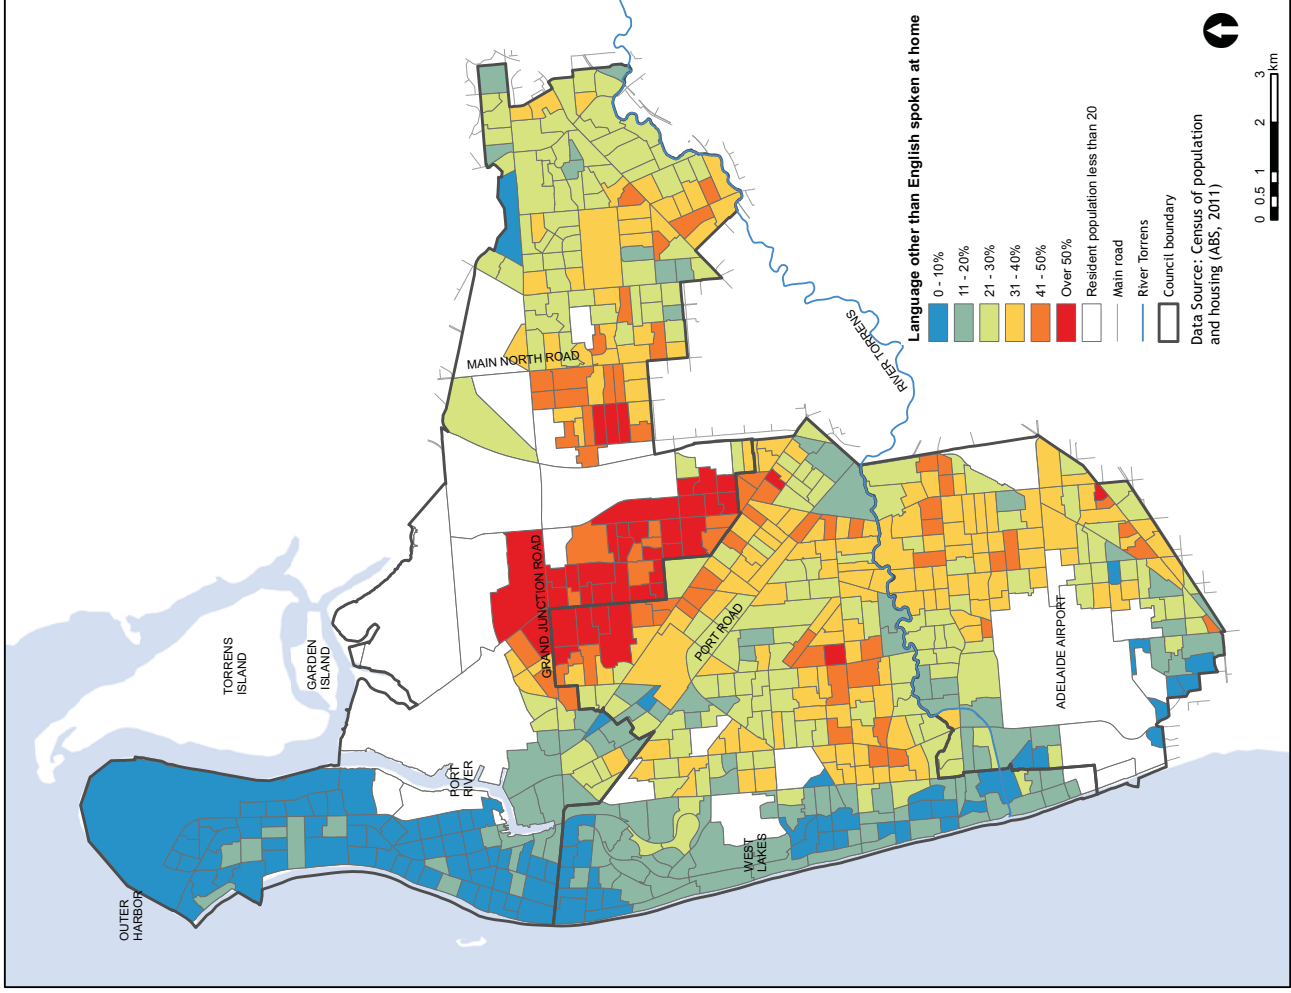 OUTER
HARBOR
TORRENS
ISLAND
GARDEN
ISLAND
PORT
RIVER
MAIN NORTH ROAD
GRAND JUNCTION ROAD
PORT ROAD
WEST
LAKES
RIVER TORRENS
ADELAIDE AIRPORT
Language other than English spoken at home
0 - 10%
11 - 20%
21 - 30%
31 - 40%
41 - 50%
Over 50%
Resident population less than 20
Main road
River Torrens
Council boundary
Data Source: Census of population
and housing (ABS, 2011)
0 0.5 1 2 3
km